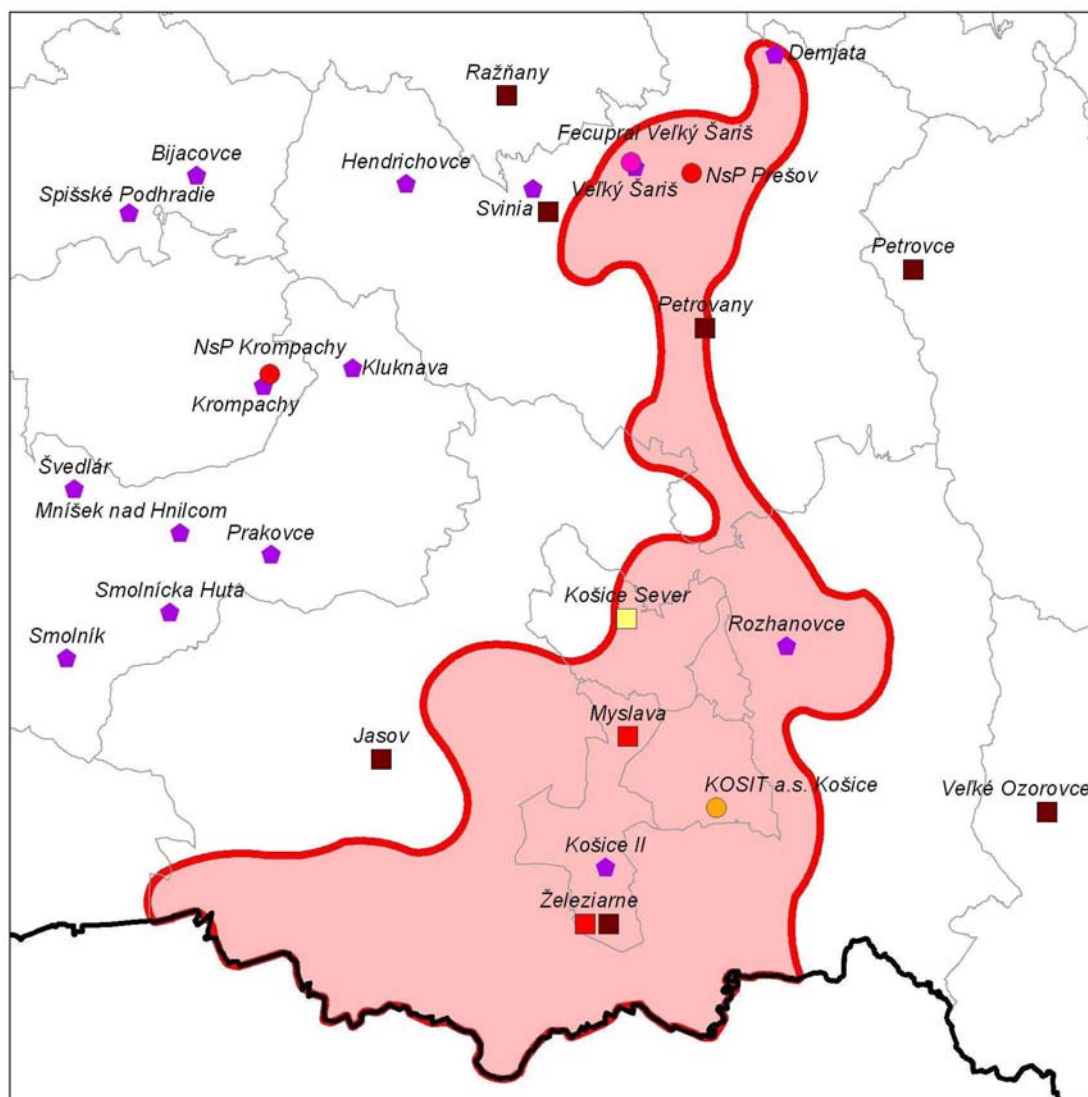 Demjata
Ražňany
Fecupral Veľký Šariš
Bijacovce
Hendrichovce
Veľký Šariš
NsP Prešov
Spišské Podhradie
Svinia
Petrovce
Petrovany
NsP Krompachy
Kluknava
Krompachy
Švedlár
Mníšek nad Hnilcom
Prakovce
Smolnícka Huta
Košice Sever
Rozhanovce
Smolník
Myslava
Jasov
KOSIT a.s. Košice
Veľké Ozorovce
Košice II
Železiarne